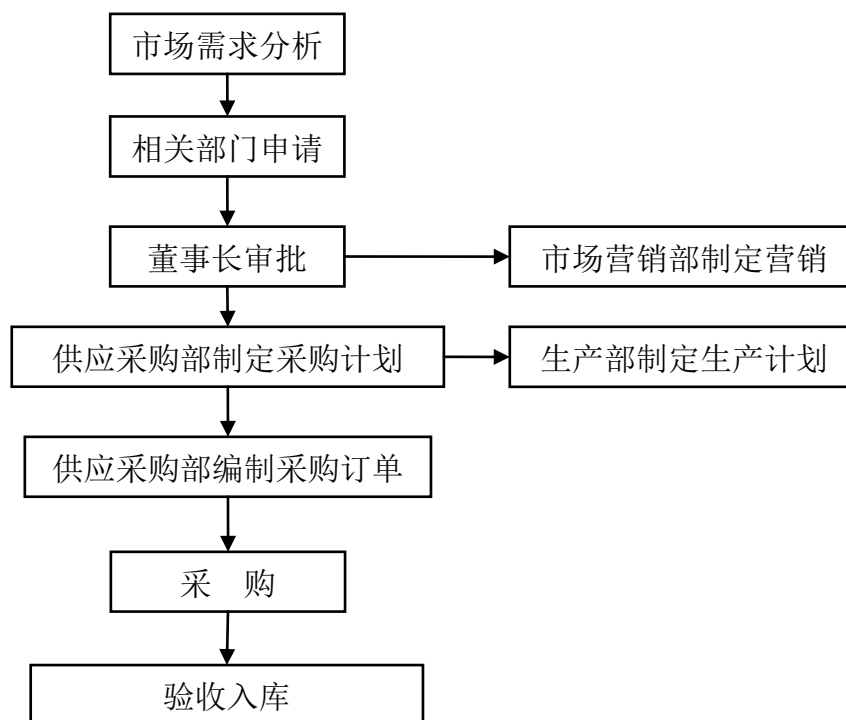 市场需求分析
相关部门申请
董事长审批
市场营销部制定营销
供应采购部制定采购计划
生产部制定生产计划
供应采购部编制采购订单
采 购
验收入库